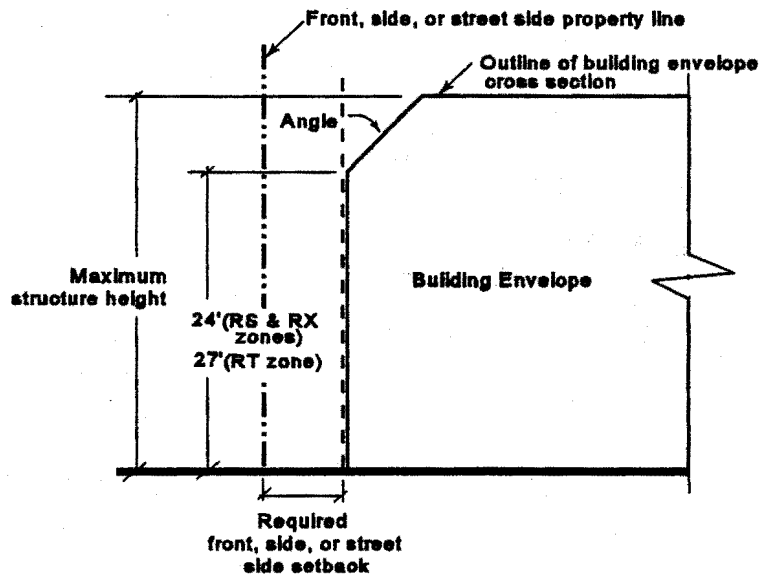 Front, side, or street side property line
Outline of building envelope
cross section
Angle
Maximum
structure height
Building Envelope
24'(RS & RX
zones)
27'(RT zone)
Required
front, side, or street
side setback